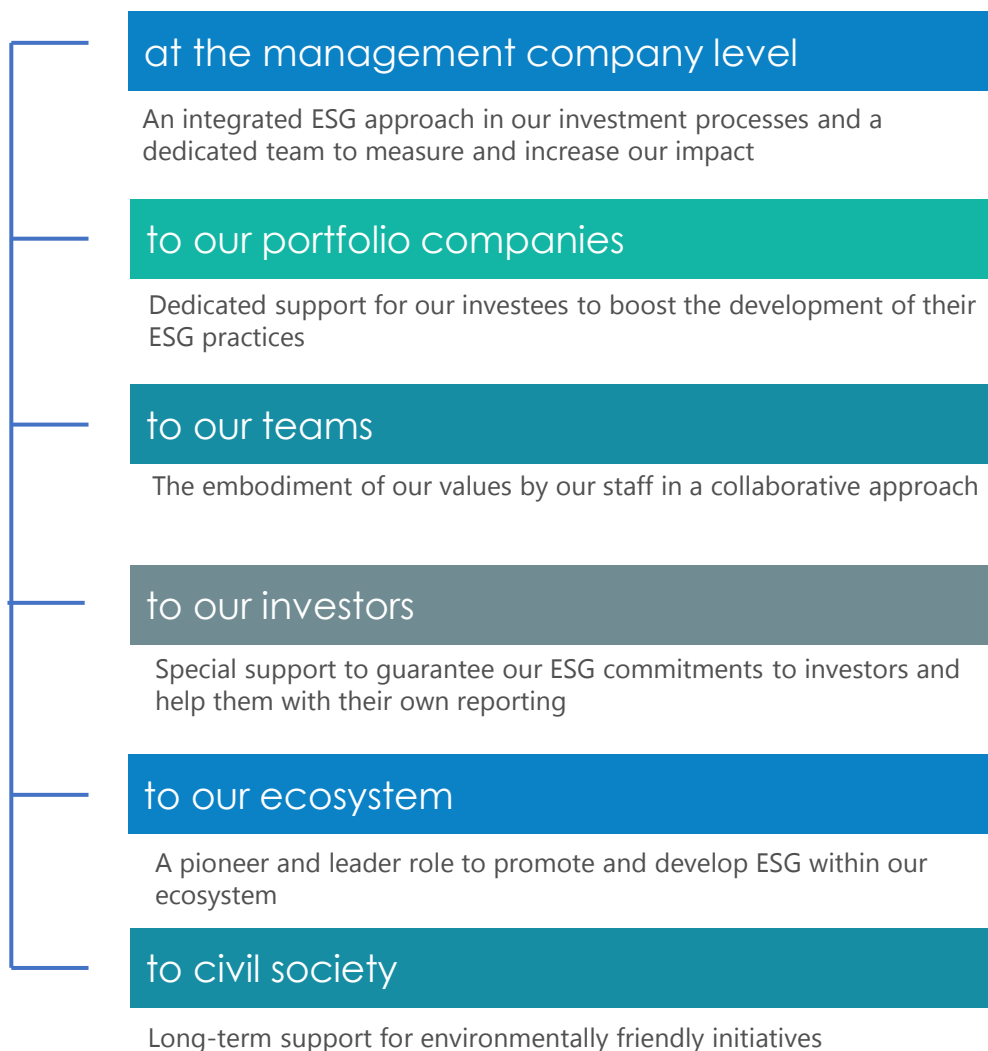 at the management company level
An integrated ESG approach in our investment processes and a
dedicated team to measure and increase our impact
to our portfolio companies
Dedicated support for our investees to boost the development of their
ESG practices
to our teams
The embodiment of our values by our staff in a collaborative approach
to our investors
Special support to guarantee our ESG commitments to investors and
help them with their own reporting
to our ecosystem
A pioneer and leader role to promote and develop ESG within our
ecosystem
to civil society
Long-term support for environmentally friendly initiatives